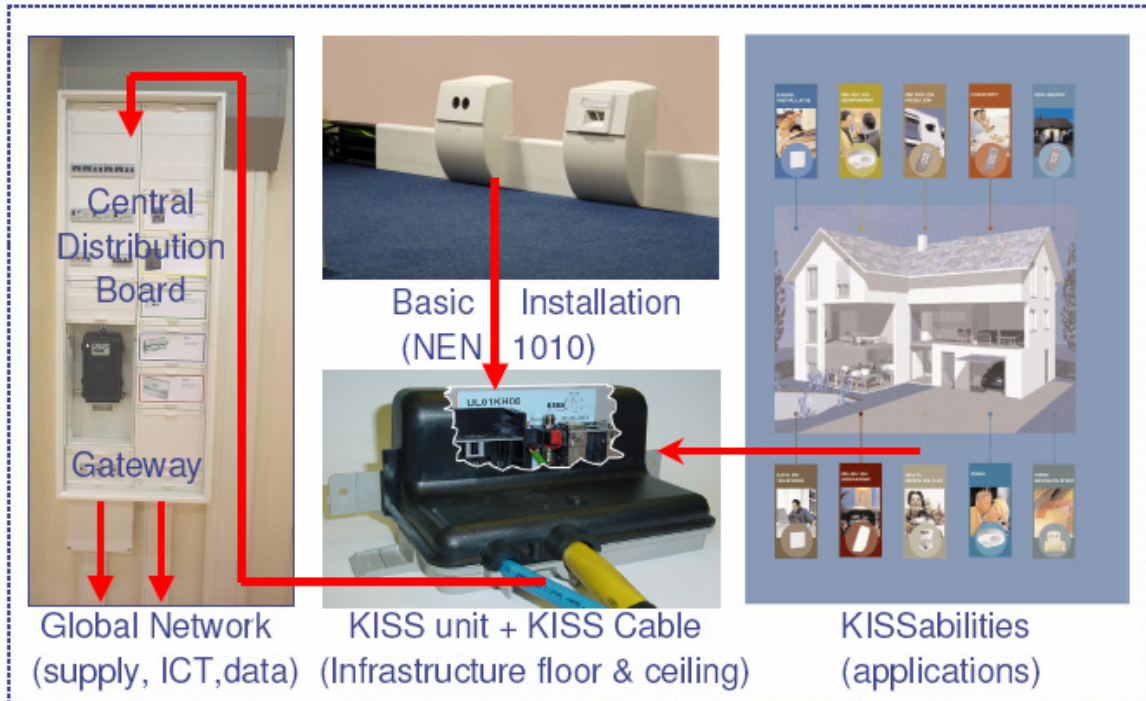 Central
Distribution
Board
Gateway
Global Network
(supply, ICT,data)
Basic Installation
(NEN 1010)
UL01KH06
KISS unit + KISS Cable
(Infrastructure floor & ceiling)
KISSabilities
(applications)